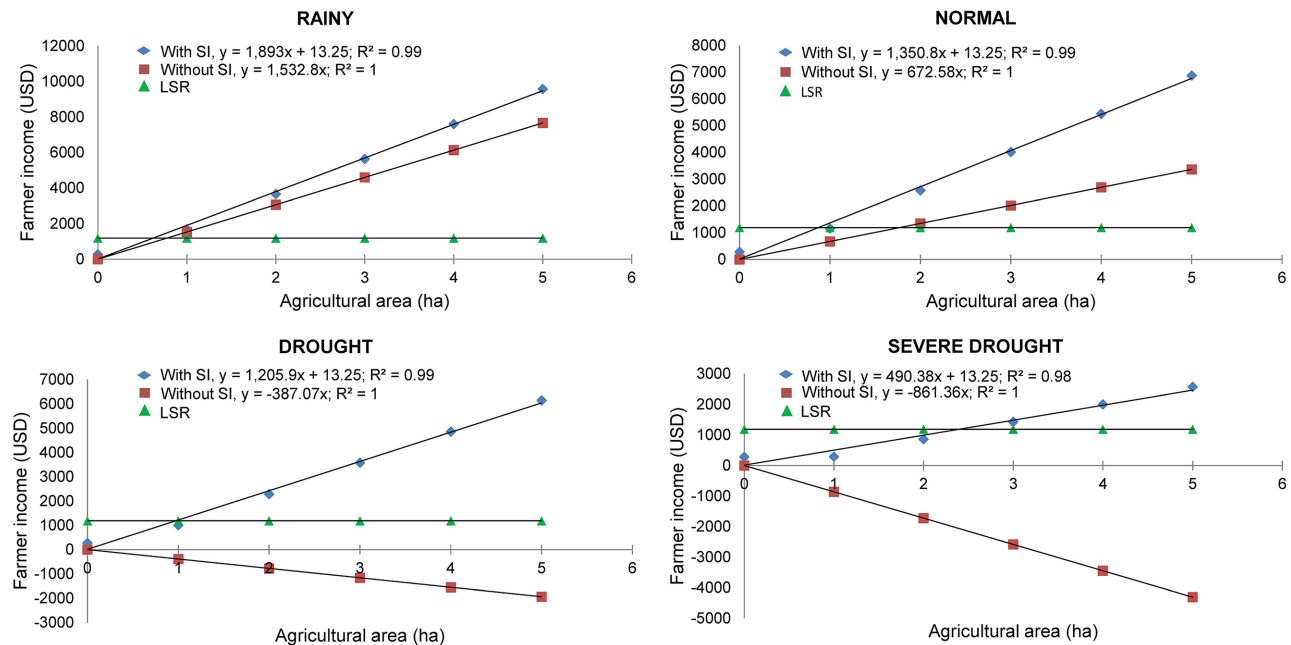 RAINY
With SI, y = 1,893x + 13.25; R² = 0.99
Without SI, y = 1,532.8x; R² = 1
LSR
Farmer income (USD)
12000
10000
8000
6000
4000
2000
0
0 1 2 3 4 5 6
Agricultural area (ha)
NORMAL
With SI, y = 1,350.8x + 13.25; R² = 0.99
Without SI, y = 672.58x; R² = 1
LSR
Farmer income (USD)
8000
7000
6000
5000
4000
3000
2000
1000
0
0 1 2 3 4 5 6
Agricultural area (ha)
DROUGHT
With SI, y = 1,205.9x + 13.25; R² = 0.99
Without SI, y = -387.07x; R² = 1
LSR
Farmer income (USD)
7000
6000
5000
4000
3000
2000
1000
0
-1000
-2000
-3000
0 1 2 3 4 5 6
Agricultural area (ha)
SEVERE DROUGHT
With SI, y = 490.38x + 13.25; R² = 0.98
Without SI, y = -861.36x; R² = 1
LSR
Farmer income (USD)
3000
2000
1000
0
-1000
-2000
-3000
-4000
-5000
0 1 2 3 4 5 6
Agricultural area (ha)